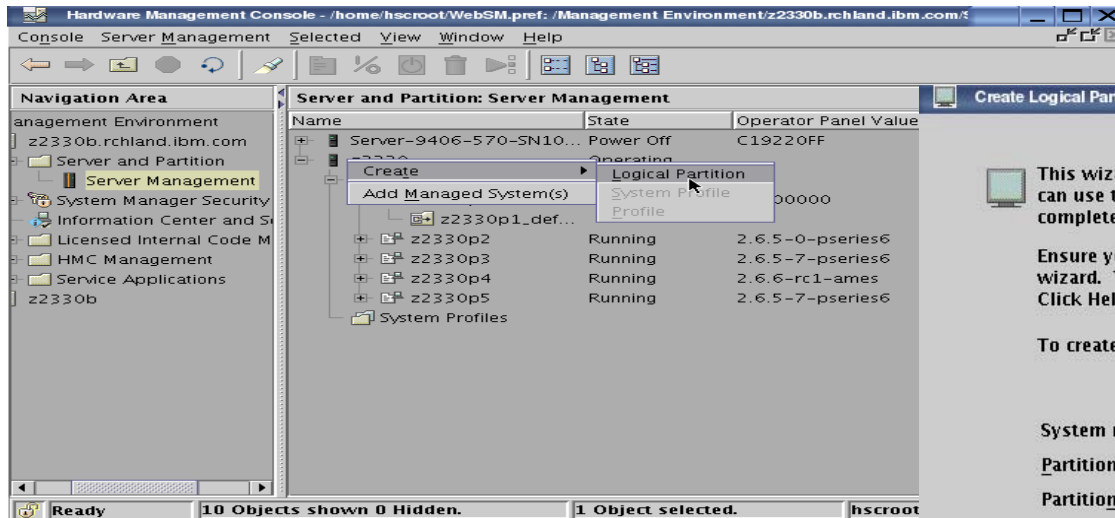 Hardware Management Console - /home/hscroot/WebSM.pref: /Management Environment/z2330b.rchland.ibm.com/
Console Server Management Selected View Window Help
Navigation Area
anagement Environment
z2330b.rchland.ibm.com
Server and Partition
Server Management
System Manager Security
Information Center and
Licensed Internal Code M
HMC Management
Service Applications
z2330b
Server and Partition: Server Management
Name State Operator Panel Value
Server-9406-570-SN10... Power Off C19220FF
z2330 Operating
Create
Add Managed System(s)
Logical Partition
System Profile
Profile
00000
z2330p1_def...
z2330p2 Running 2.6.5-0-pseries6
z2330p3 Running 2.6.5-7-pseries6
z2330p4 Running 2.6.6-rc1-ames
z2330p5 Running 2.6.5-7-pseries6
System Profiles
Ready 10 Objects shown 0 Hidden. 1 Object selected. hscroot
Create Logical Par
This wiz
can use
complete
Ensure y
wizard.
Click Hel
To create
System
Partition
Partition